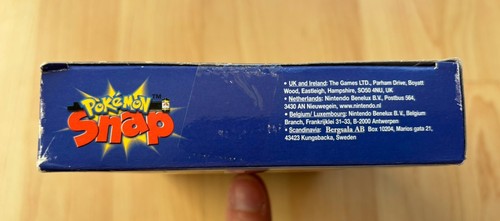 POKéMON™
Snap
• UK and Ireland: The Games LTD., Parham Drive, Boyatt
Wood, Eastleigh, Hampshire, SO50 4NU, UK
• Netherlands: Nintendo Benelux B.V., Postbus 564,
3430 AN Nieuwegein, www.nintendo.nl
• Belgium/ Luxembourg: Nintendo Benelux B.V., Belgium
Branch, Frankrijklei 31–33, B-2000 Antwerpen
• Scandinavia: Bergsala AB Box 10204, Marios gata 21,
43423 Kungsbacka, Sweden